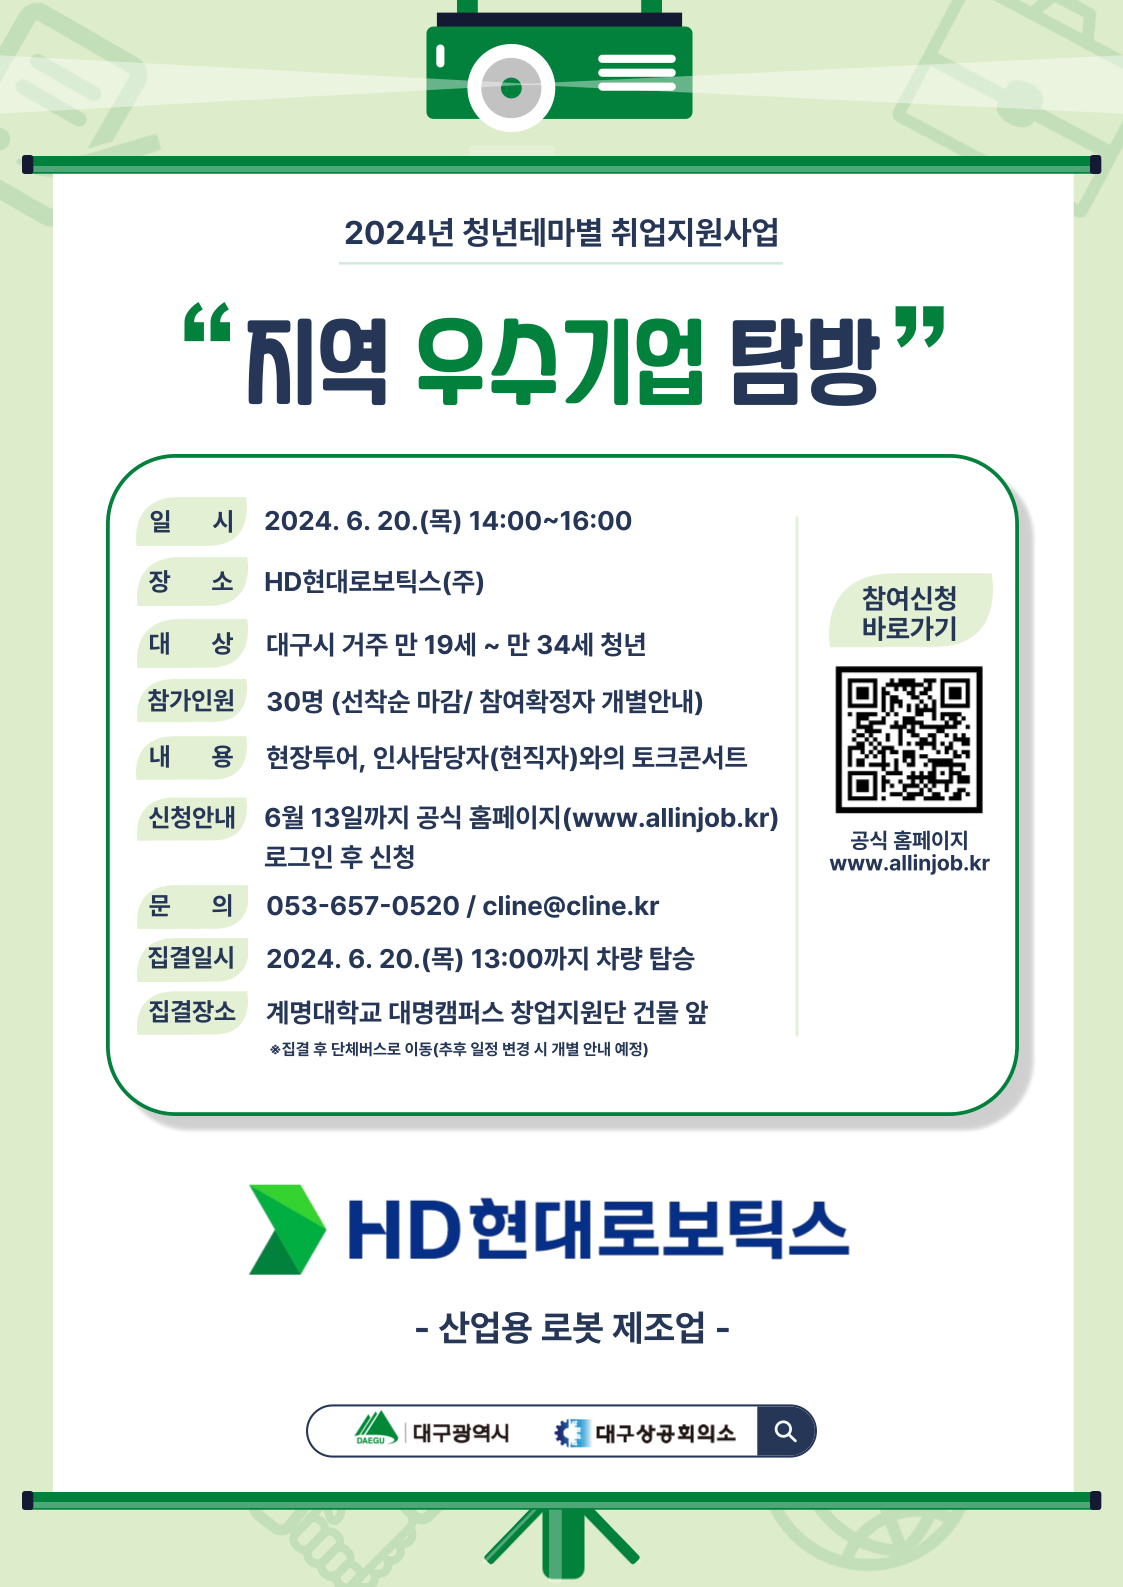 2024년 청년테마별 취업지원사업
“지역 우수기업 탐방”
일 시 2024. 6. 20.(목) 14:00~16:00
장 소 HD현대로보틱스(주)
대 상 대구시 거주 만 19세 ~ 만 34세 청년
참가인원 30명 (선착순 마감/ 참여확정자 개별안내)
내 용 현장투어, 인사담당자(현직자)와의 토크콘서트
신청안내 6월 13일까지 공식 홈페이지(www.allinjob.kr)
로그인 후 신청
문 의 053-657-0520 / cline@cline.kr
집결일시 2024. 6. 20.(목) 13:00까지 차량 탑승
집결장소 계명대학교 대명캠퍼스 창업지원단 건물 앞
※집결 후 단체버스로 이동(추후 일정 변경 시 개별 안내 예정)
참여신청
바로가기
공식 홈페이지
www.allinjob.kr
HD현대로보틱스
- 산업용 로봇 제조업 -
DAEGU 대구광역시 대구상공회의소